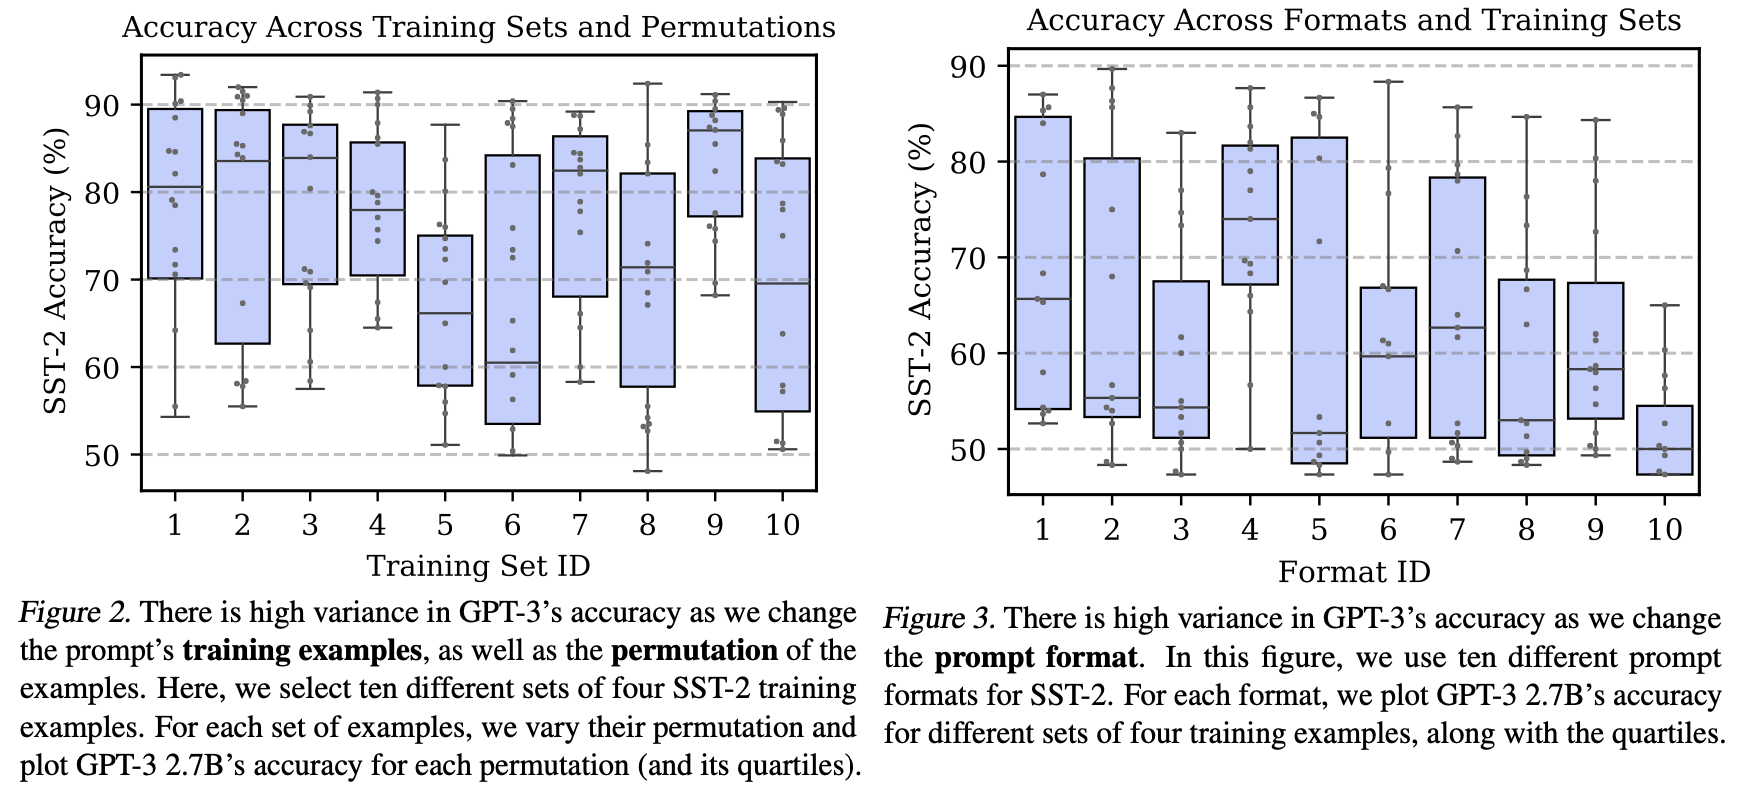 Accuracy Across Training Sets and Permutations
SST-2 Accuracy (%)
90
80
70
60
50
1 2 3 4 5 6 7 8 9 10
Training Set ID
Figure 2. There is high variance in GPT-3’s accuracy as we change
the prompt’s training examples, as well as the permutation of the
examples. Here, we select ten different sets of four SST-2 training
examples. For each set of examples, we vary their permutation and
plot GPT-3 2.7B’s accuracy for each permutation (and its quartiles).
Accuracy Across Formats and Training Sets
SST-2 Accuracy (%)
90
80
70
60
50
1 2 3 4 5 6 7 8 9 10
Format ID
Figure 3. There is high variance in GPT-3’s accuracy as we change
the prompt format. In this figure, we use ten different prompt
formats for SST-2. For each format, we plot GPT-3 2.7B’s accuracy
for different sets of four training examples, along with the quartiles.